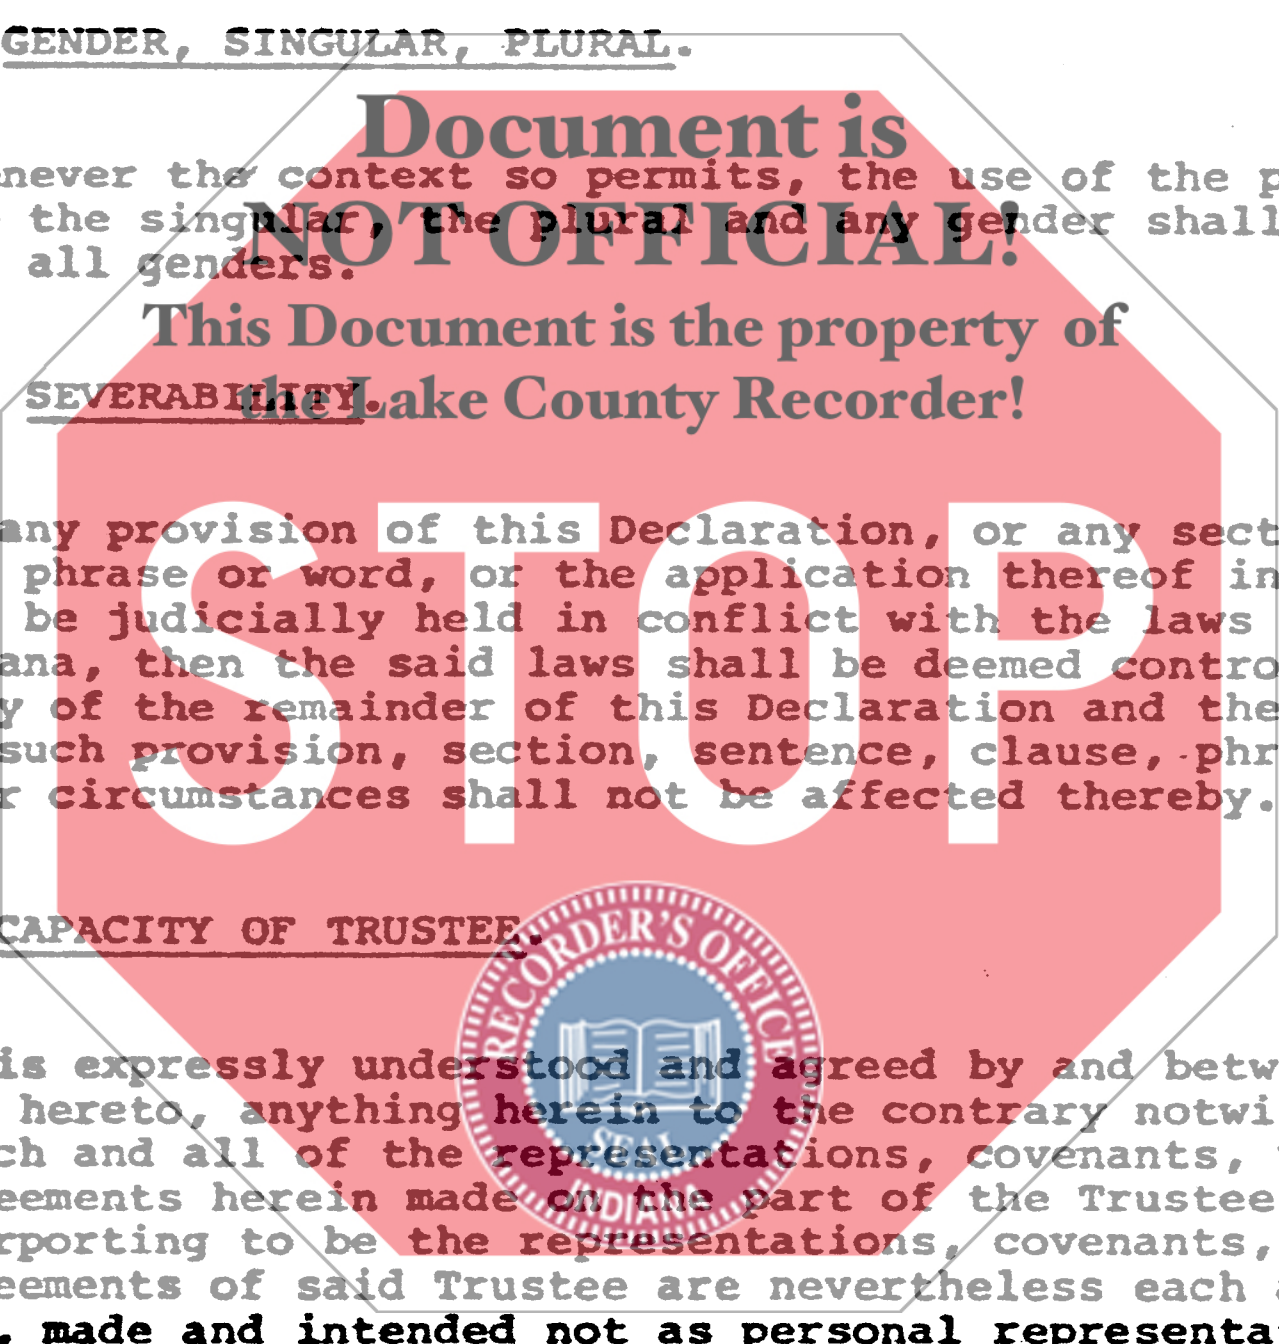 GENDER, SINGULAR, PLURAL.
Document is
never the context so permits, the use of the p
the singular, the plural and any gender shall
NOT OFFICIAL!
all genders.
This Document is the property of
SEVERABILITY.
the Lake County Recorder!
any provision of this Declaration, or any sect
phrase or word, or the application thereof in
be judicially held in conflict with the laws
ana, then the said laws shall be deemed contro
y of the remainder of this Declaration and the
such provision, section, sentence, clause, phr
r circumstances shall not be affected thereby.
STOP
CAPACITY OF TRUSTEE.
RECORDER'S OFFICE
is expressly understood and agreed by and betw
hereto, anything herein to the contrary notwi
SEAL
ch and all of the representations, covenants,
eements herein made on the part of the Trustee
INDIANA
rporting to be the representations, covenants,
eements of said Trustee are nevertheless each
made and intended not as personal representa